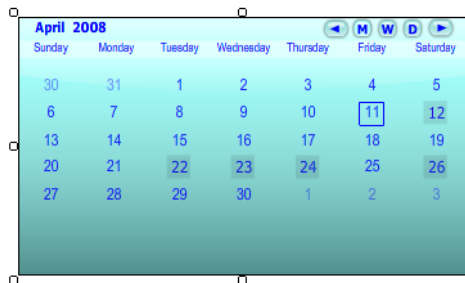 April 2008 ◄ M W D ►
Sunday Monday Tuesday Wednesday Thursday Friday Saturday
30 31 1 2 3 4 5
6 7 8 9 10 11 12
13 14 15 16 17 18 19
20 21 22 23 24 25 26
27 28 29 30 1 2 3